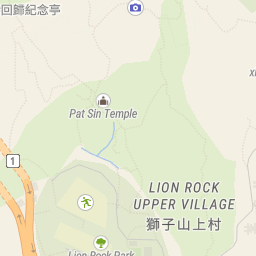 回歸紀念亭
Pat Sin Temple
1
LION ROCK
UPPER VILLAGE
獅子山上村
Lion Rock Park